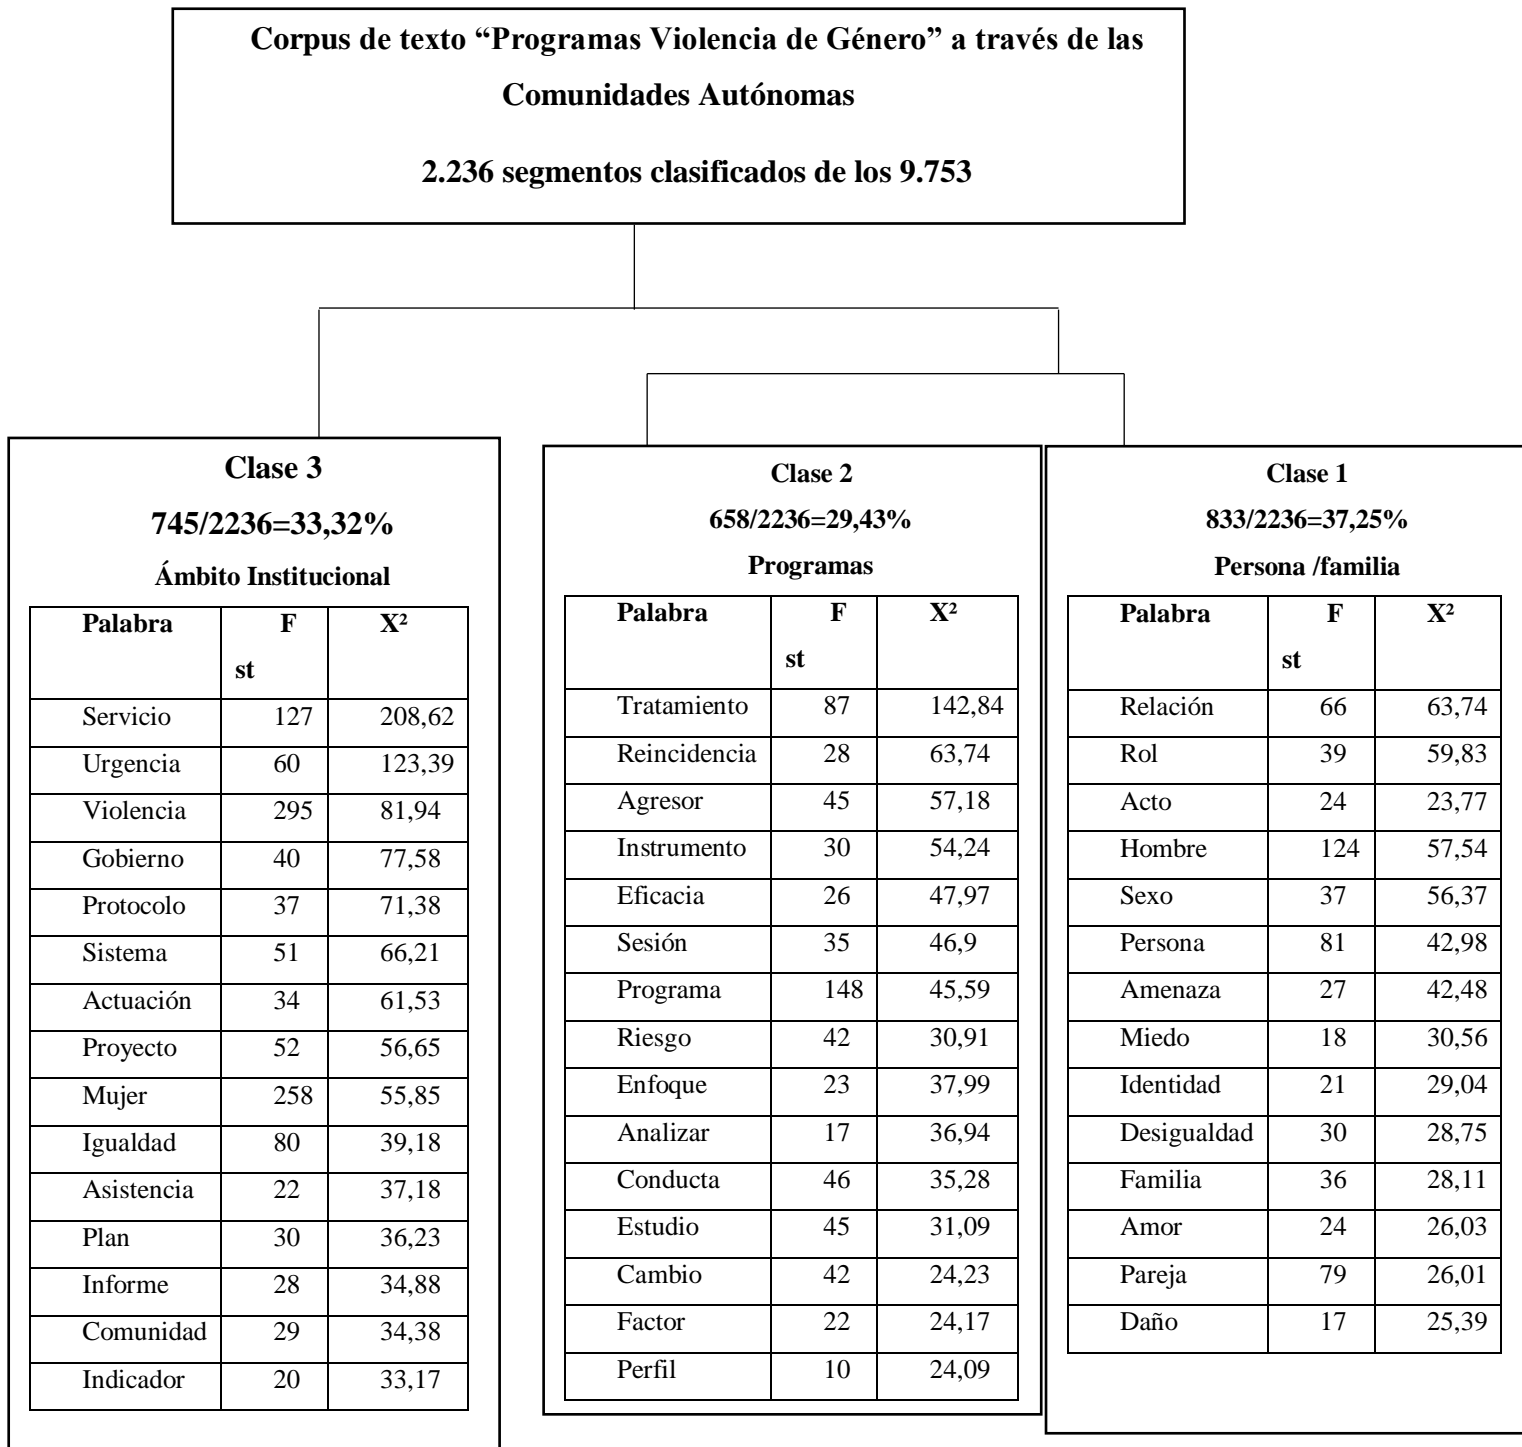 Corpus de texto “Programas Violencia de Género” a través de las
Comunidades Autónomas
2.236 segmentos clasificados de los 9.753
Clase 3
745/2236=33,32%
Ámbito Institucional
Palabra F st X²
Servicio 127 208,62
Urgencia 60 123,39
Violencia 295 81,94
Gobierno 40 77,58
Protocolo 37 71,38
Sistema 51 66,21
Actuación 34 61,53
Proyecto 52 56,65
Mujer 258 55,85
Igualdad 80 39,18
Asistencia 22 37,18
Plan 30 36,23
Informe 28 34,88
Comunidad 29 34,38
Indicador 20 33,17
Clase 2
658/2236=29,43%
Programas
Palabra F st X²
Tratamiento 87 142,84
Reincidencia 28 63,74
Agresor 45 57,18
Instrumento 30 54,24
Eficacia 26 47,97
Sesión 35 46,9
Programa 148 45,59
Riesgo 42 30,91
Enfoque 23 37,99
Analizar 17 36,94
Conducta 46 35,28
Estudio 45 31,09
Cambio 42 24,23
Factor 22 24,17
Perfil 10 24,09
Clase 1
833/2236=37,25%
Persona /familia
Palabra F st X²
Relación 66 63,74
Rol 39 59,83
Acto 24 23,77
Hombre 124 57,54
Sexo 37 56,37
Persona 81 42,98
Amenaza 27 42,48
Miedo 18 30,56
Identidad 21 29,04
Desigualdad 30 28,75
Familia 36 28,11
Amor 24 26,03
Pareja 79 26,01
Daño 17 25,39